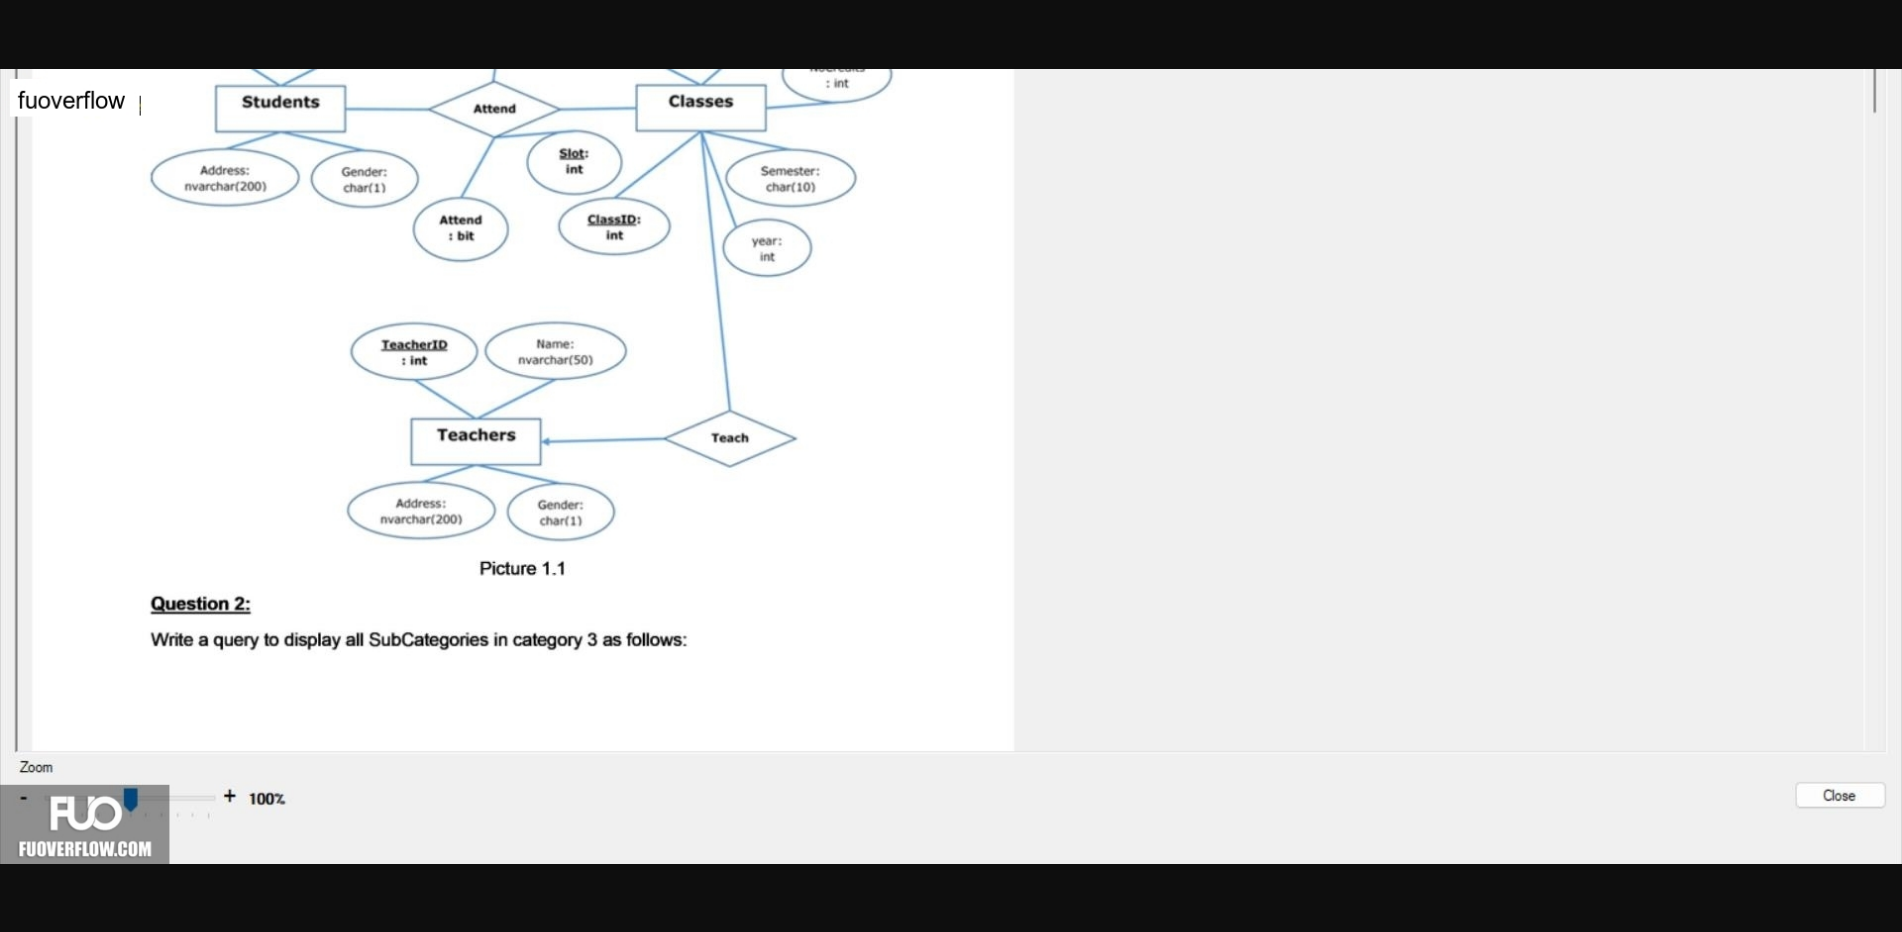 : int
fuoverflow
Students
Attend
Classes
Slot:
int
Address:
nvarchar(200)
Gender:
char(1)
Semester:
char(10)
Attend
: bit
ClassID:
int
year:
int
TeacherID
: int
Name:
nvarchar(50)
Teachers
Teach
Address:
nvarchar(200)
Gender:
char(1)
Picture 1.1
Question 2:
Write a query to display all SubCategories in category 3 as follows:
Zoom
- + 100%
Close
FUO
FUOVERFLOW.COM